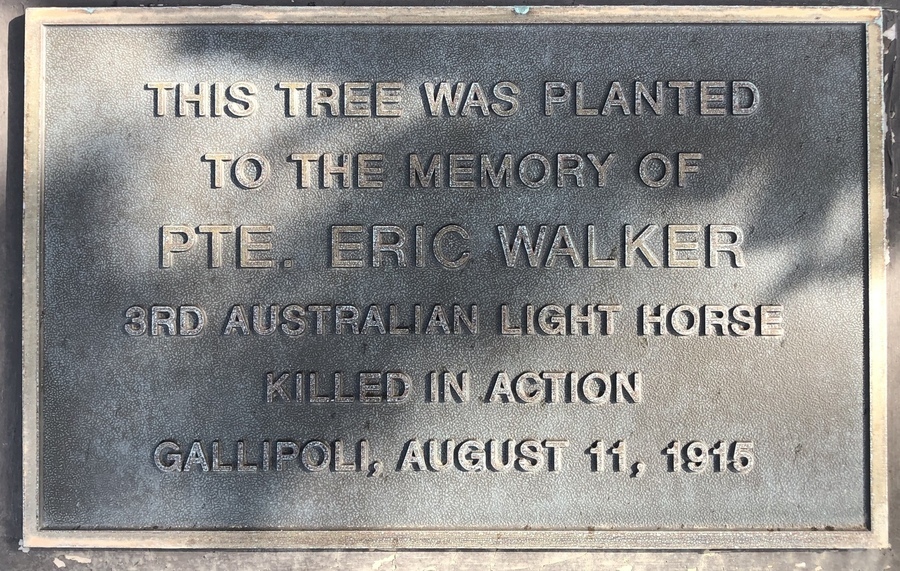 THIS TREE WAS PLANTED
TO THE MEMORY OF
PTE. ERIC WALKER
3RD AUSTRALIAN LIGHT HORSE
KILLED IN ACTION
GALLIPOLI, AUGUST 11, 1915